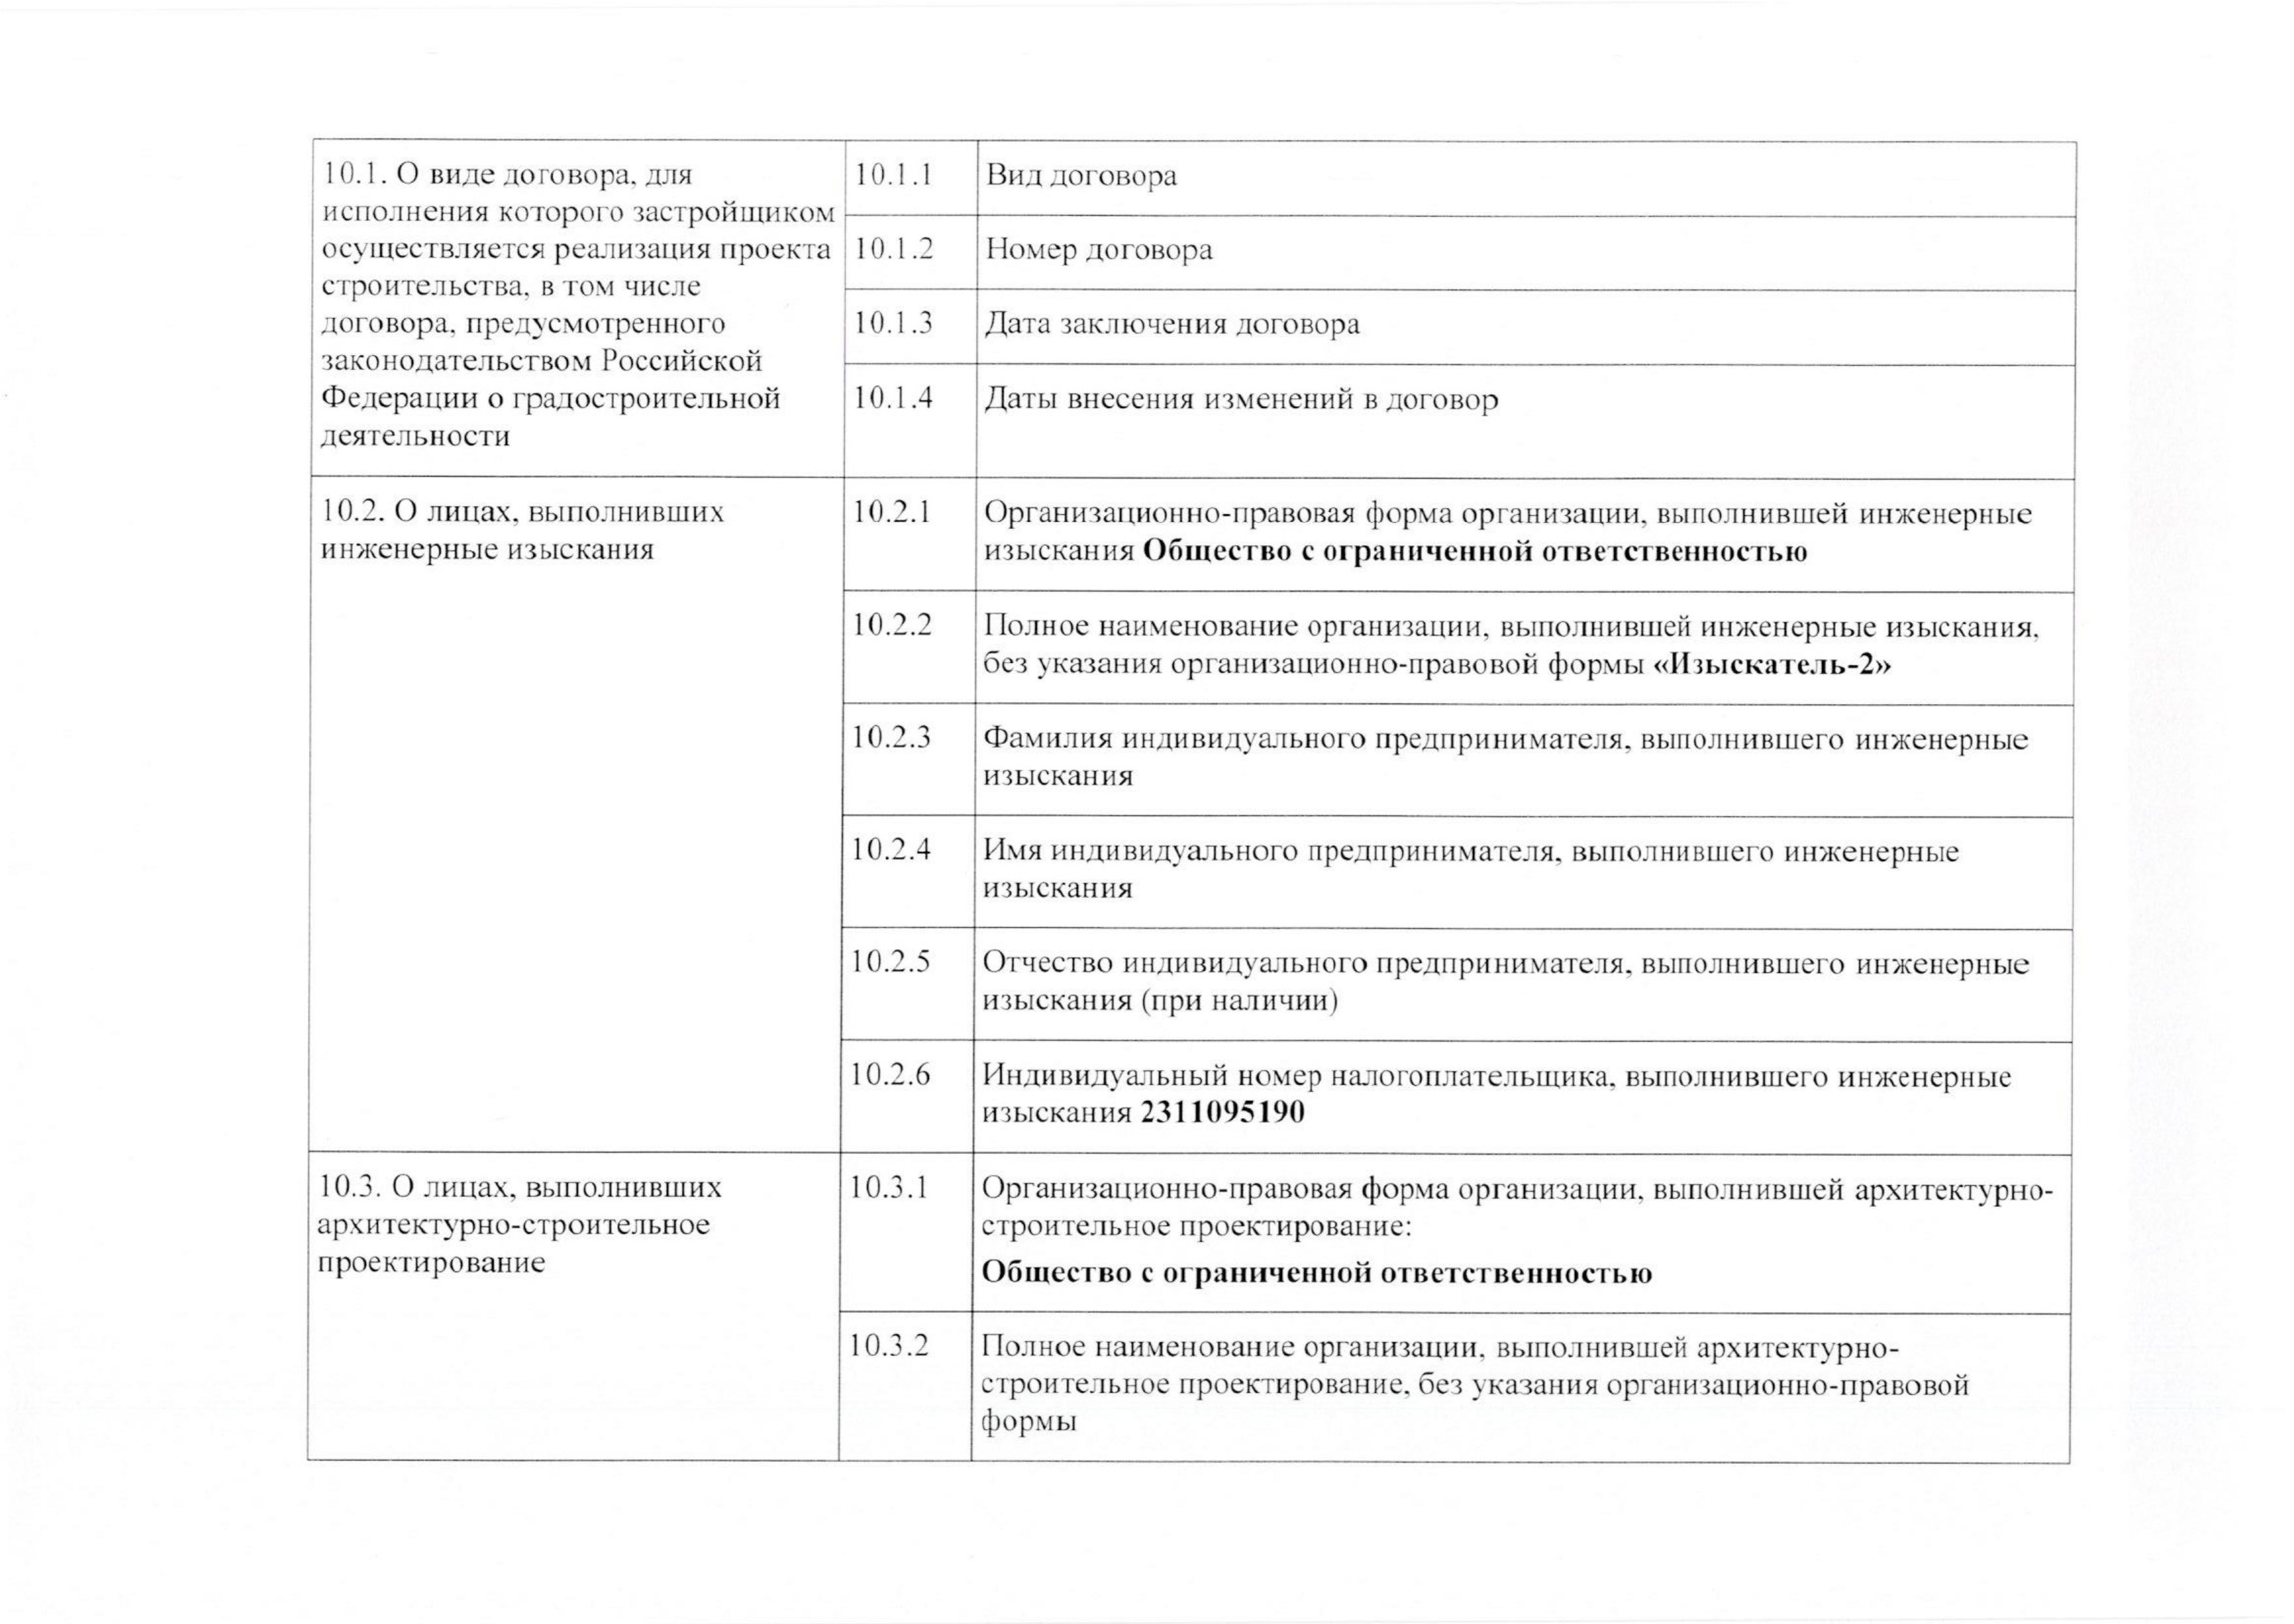 10.1. О виде договора, для
исполнения которого застройщиком
осуществляется реализация проекта
строительства, в том числе
договора, предусмотренного
законодательством Российской
Федерации о градостроительной
деятельности
10.1.1
Вид договора
10.1.2
Номер договора
10.1.3
Дата заключения договора
10.1.4
Даты внесения изменений в договор
10.2. О лицах, выполнивших
инженерные изыскания
10.2.1
Организационно-правовая форма организации, выполнившей инженерные
изыскания Общество с ограниченной ответственностью
10.2.2
Полное наименование организации, выполнившей инженерные изыскания,
без указания организационно-правовой формы «Изыскатель-2»
10.2.3
Фамилия индивидуального предпринимателя, выполнившего инженерные
изыскания
10.2.4
Имя индивидуального предпринимателя, выполнившего инженерные
изыскания
10.2.5
Отчество индивидуального предпринимателя, выполнившего инженерные
изыскания (при наличии)
10.2.6
Индивидуальный номер налогоплательщика, выполнившего инженерные
изыскания 2311095190
10.3. О лицах, выполнивших
архитектурно-строительное
проектирование
10.3.1
Организационно-правовая форма организации, выполнившей архитектурно-
строительное проектирование:
Общество с ограниченной ответственностью
10.3.2
Полное наименование организации, выполнившей архитектурно-
строительное проектирование, без указания организационно-правовой
формы